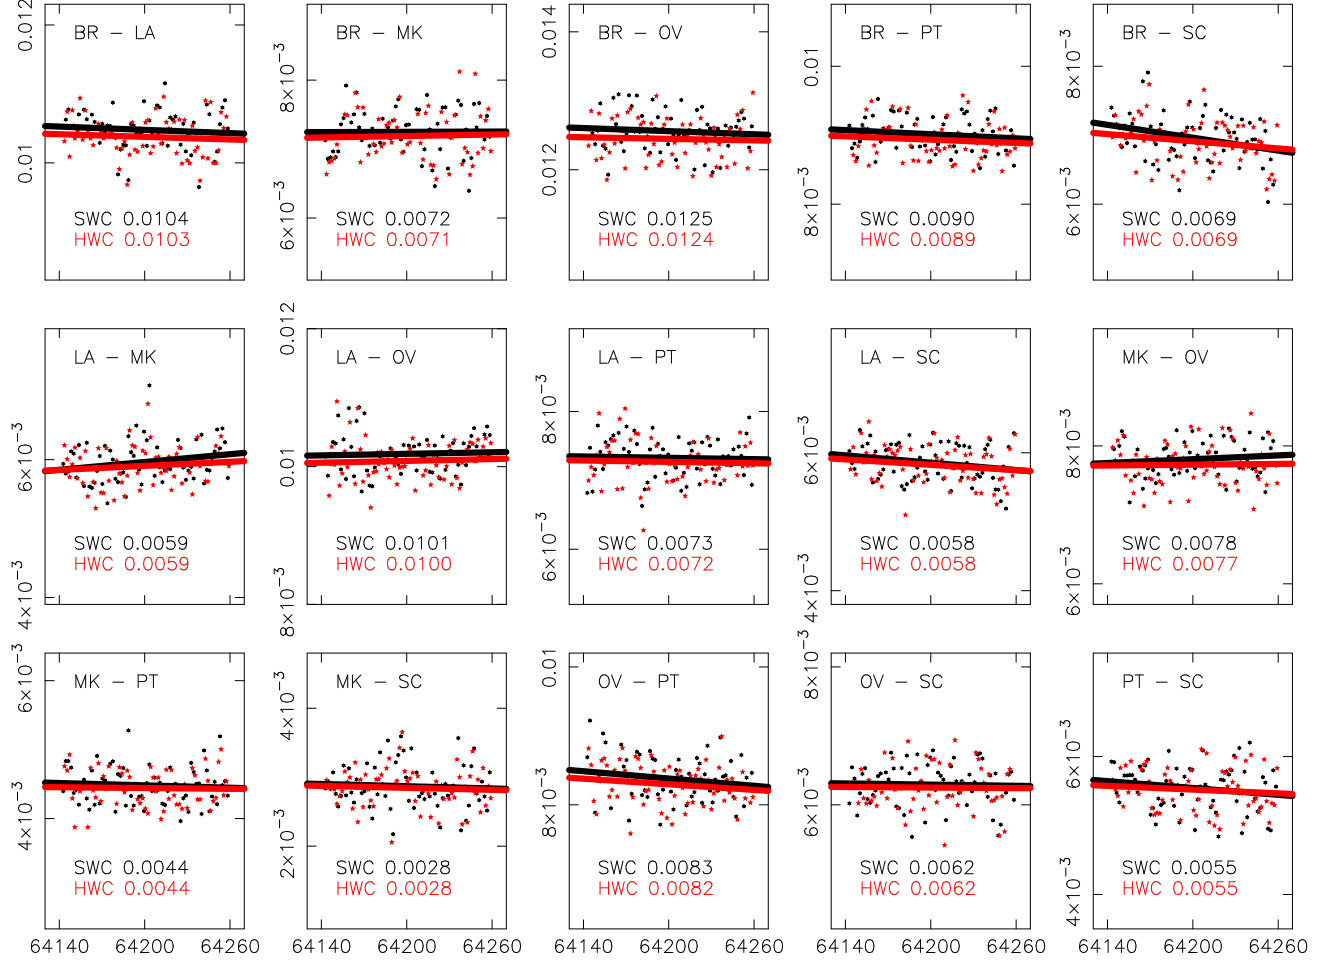 BR – LA
0.012
0.01
SWC 0.0104
HWC 0.0103
BR – MK
8×10⁻³
6×10⁻³
SWC 0.0072
HWC 0.0071
BR – OV
0.014
0.012
SWC 0.0125
HWC 0.0124
BR – PT
0.01
8×10⁻³
SWC 0.0090
HWC 0.0089
BR – SC
8×10⁻³
6×10⁻³
SWC 0.0069
HWC 0.0069
LA – MK
6×10⁻³
4×10⁻³
SWC 0.0059
HWC 0.0059
LA – OV
0.012
0.01
8×10⁻³
SWC 0.0101
HWC 0.0100
LA – PT
8×10⁻³
6×10⁻³
SWC 0.0073
HWC 0.0072
LA – SC
6×10⁻³
4×10⁻³
SWC 0.0058
HWC 0.0058
MK – OV
8×10⁻³
6×10⁻³
SWC 0.0078
HWC 0.0077
MK – PT
6×10⁻³
4×10⁻³
SWC 0.0044
HWC 0.0044
64140 64200 64260
MK – SC
4×10⁻³
2×10⁻³
SWC 0.0028
HWC 0.0028
64140 64200 64260
OV – PT
0.01
8×10⁻³
SWC 0.0083
HWC 0.0082
64140 64200 64260
OV – SC
8×10⁻³
6×10⁻³
SWC 0.0062
HWC 0.0062
64140 64200 64260
PT – SC
6×10⁻³
4×10⁻³
SWC 0.0055
HWC 0.0055
64140 64200 64260